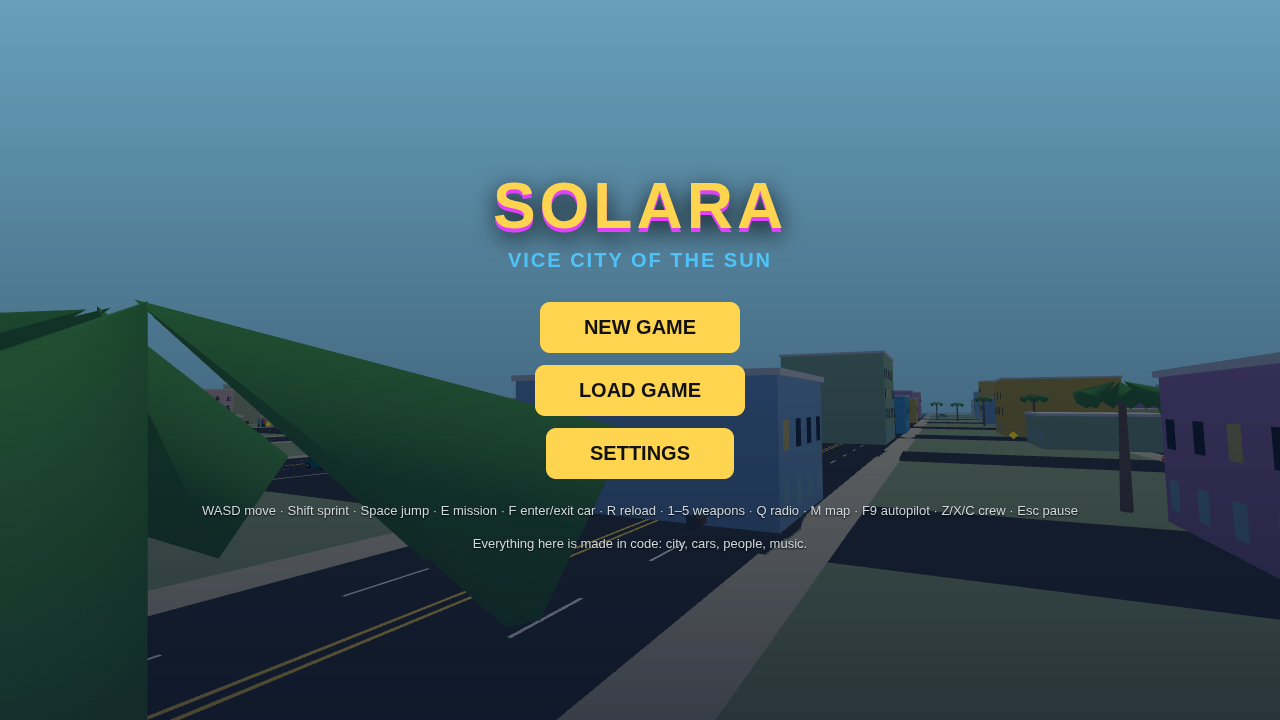 SOLARA
VICE CITY OF THE SUN
NEW GAME
LOAD GAME
SETTINGS
WASD move · Shift sprint · Space jump · E mission · F enter/exit car · R reload · 1–5 weapons · Q radio · M map · F9 autopilot · Z/X/C crew · Esc pause
Everything here is made in code: city, cars, people, music.